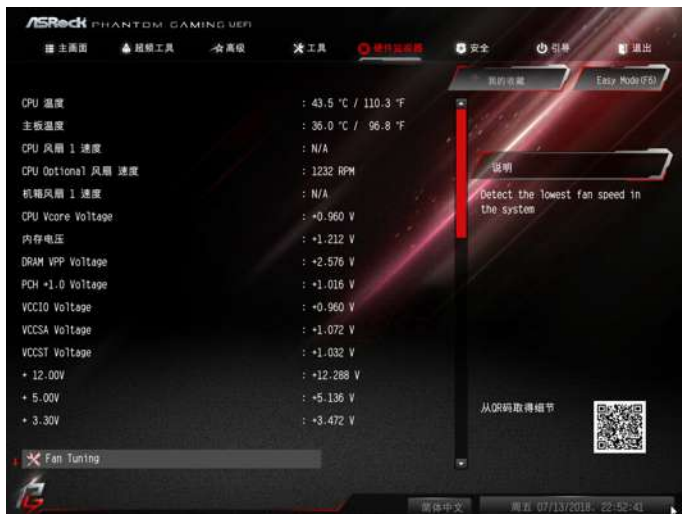 ASRock PHANTOM GAMING UEFI
主画面 超频工具 高级 工具 硬件监视器 安全 引导 退出
我的收藏 Easy Mode(F6)
CPU 温度 : 43.5 °C / 110.3 °F
主板温度 : 36.0 °C / 96.8 °F
CPU 风扇 1 速度 : N/A
CPU Optional 风扇 速度 : 1232 RPM
机箱风扇 1 速度 : N/A
CPU Vcore Voltage : +0.960 V
内存电压 : +1.212 V
DRAM VPP Voltage : +2.576 V
PCH +1.0 Voltage : +1.016 V
VCCIO Voltage : +0.960 V
VCCSA Voltage : +1.072 V
VCCST Voltage : +1.032 V
+ 12.00V : +12.288 V
+ 5.00V : +5.136 V
+ 3.30V : +3.472 V
Fan Tuning
说明
Detect the lowest fan speed in
the system
从QR码取得细节
简体中文 周五 07/13/2018. 22:52:41